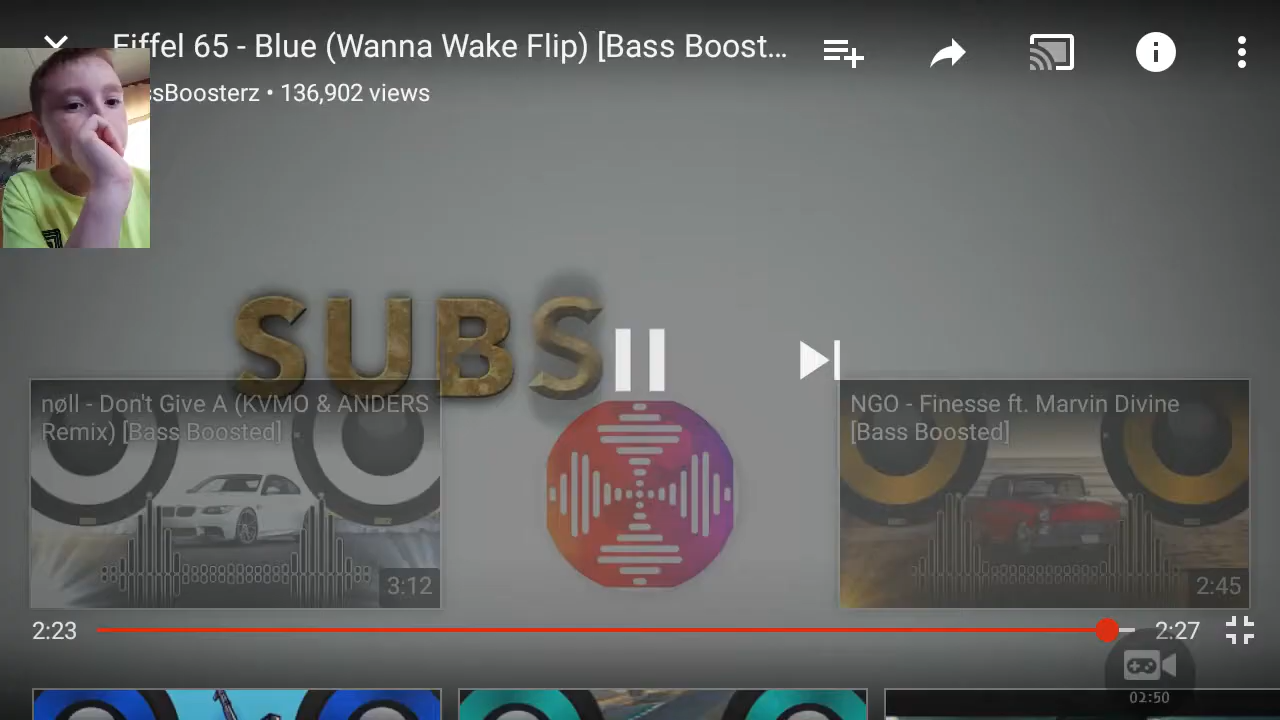 Eiffel 65 - Blue (Wanna Wake Flip) [Bass Boost...
ssBoosterz • 136,902 views
SUBS
nøll - Don't Give A (KVMO & ANDERS
Remix) [Bass Boosted]
3:12
NGO - Finesse ft. Marvin Divine
[Bass Boosted]
2:45
2:23
2:27
02:50